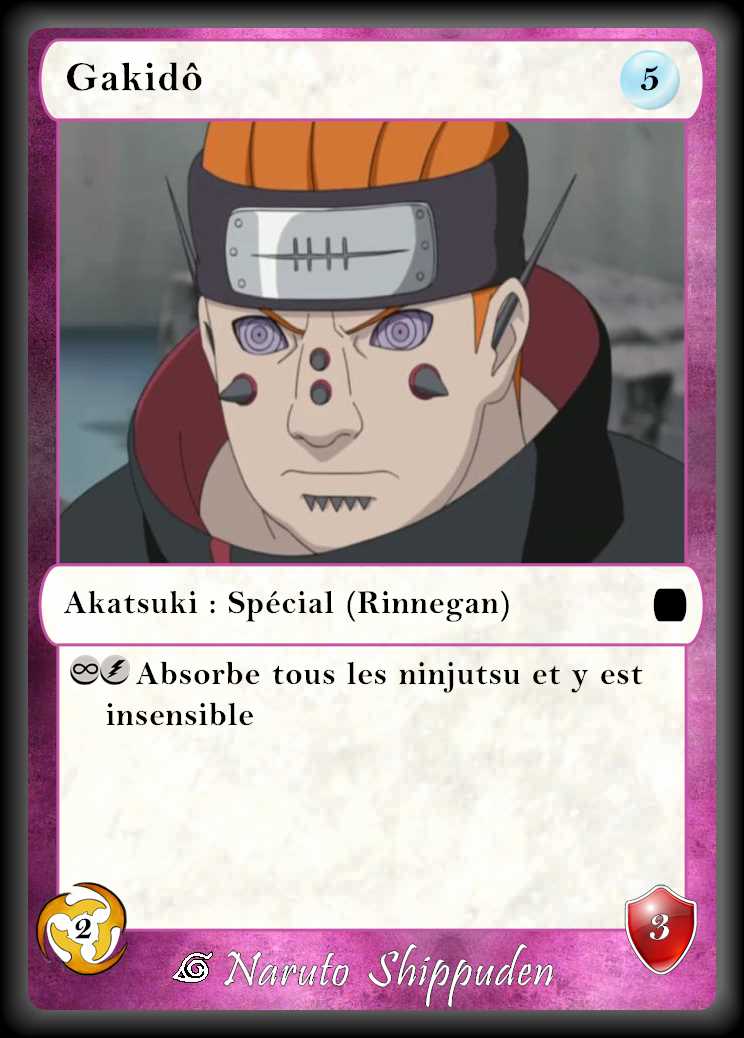 Gakidô
5
Akatsuki : Spécial (Rinnegan)
Absorbe tous les ninjutsu et y est
insensible
2
3
Naruto Shippuden